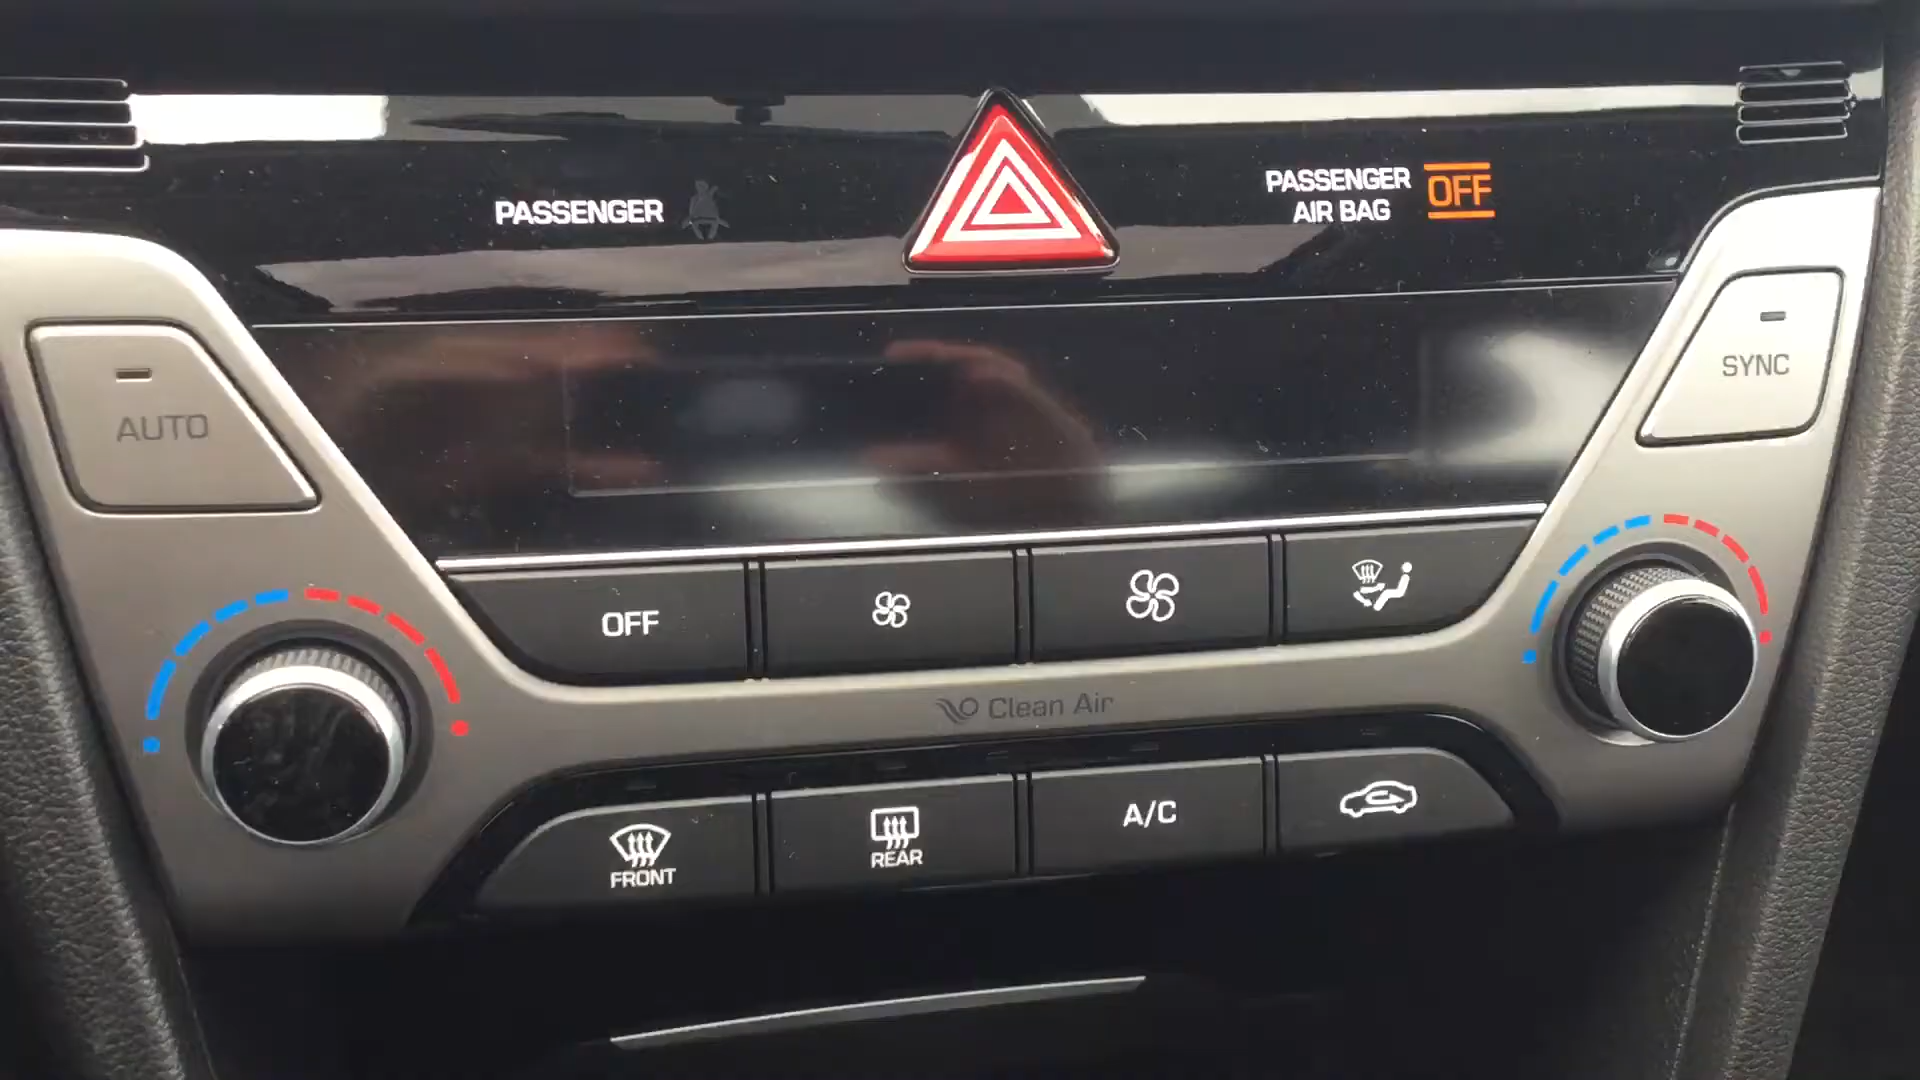 PASSENGER
PASSENGER
AIR BAG
OFF
AUTO
SYNC
OFF
Clean Air
FRONT
REAR
A/C